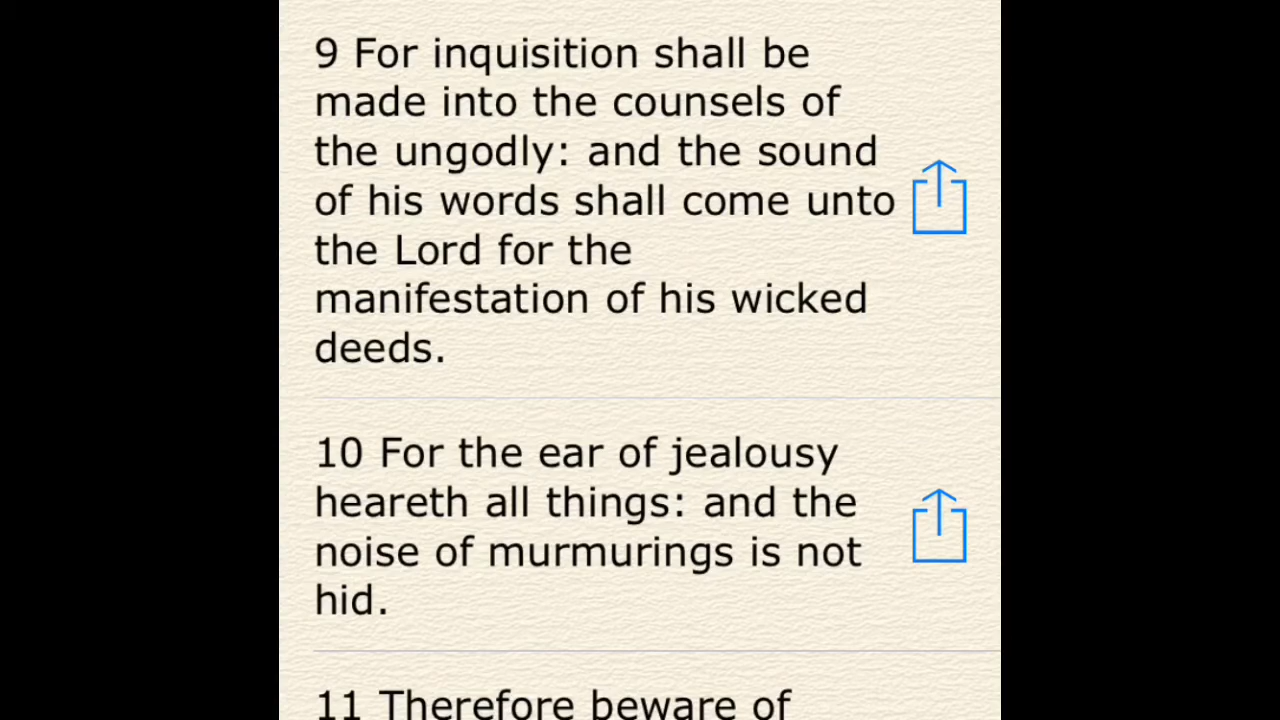 9 For inquisition shall be
made into the counsels of
the ungodly: and the sound
of his words shall come unto
the Lord for the
manifestation of his wicked
deeds.
10 For the ear of jealousy
heareth all things: and the
noise of murmurings is not
hid.
11 Therefore beware of